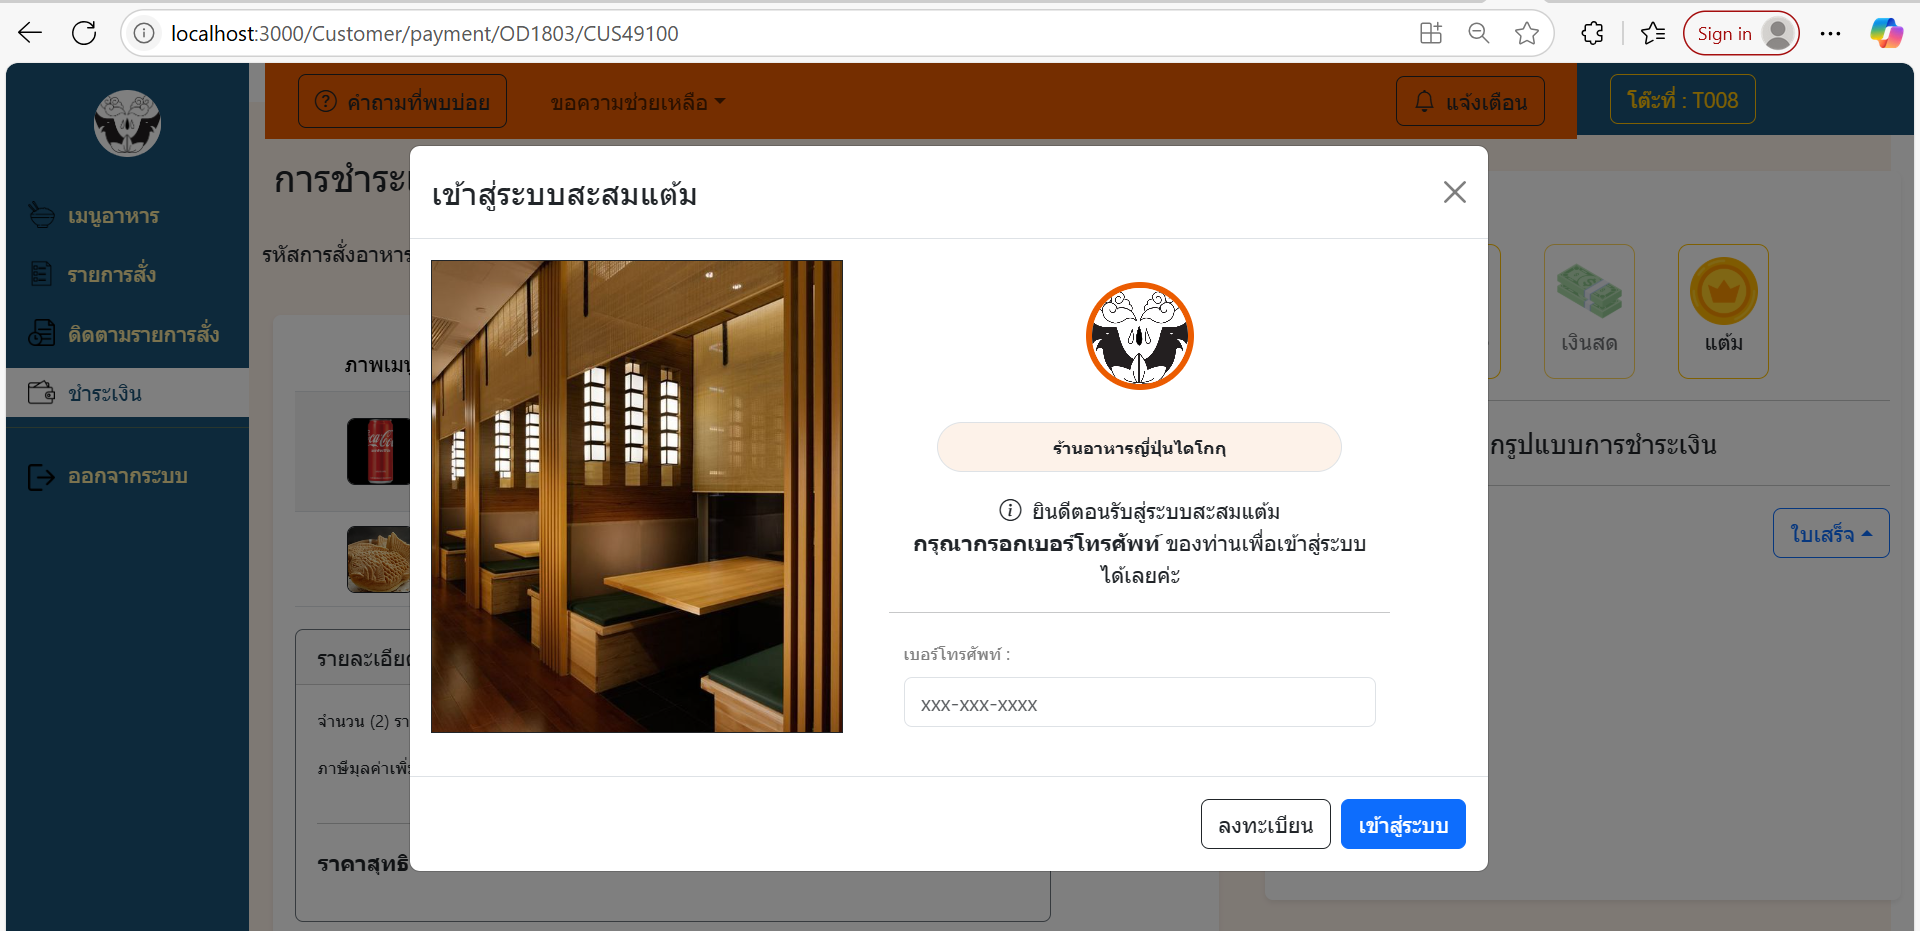 localhost:3000/Customer/payment/OD1803/CUS49100
Sign in
คำถามที่พบบ่อย
ขอความช่วยเหลือ
แจ้งเตือน
โต๊ะที่ : T008
เมนูอาหาร
รายการสั่ง
ติดตามรายการสั่ง
ชำระเงิน
ออกจากระบบ
การชำระเ
รหัสการสั่งอาหาร
ภาพเมนู
Coca-Cola
รายละเอียด
จำนวน (2) รา
ภาษีมูลค่าเพิ่ม
ราคาสุทธิ
เข้าสู่ระบบสะสมแต้ม
ร้านอาหารญี่ปุ่นไดโกกุ
ยินดีตอนรับสู่ระบบสะสมแต้ม
กรุณากรอกเบอร์โทรศัพท์ ของท่านเพื่อเข้าสู่ระบบ
ได้เลยค่ะ
เบอร์โทรศัพท์ :
xxx-xxx-xxxx
ลงทะเบียน
เข้าสู่ระบบ
เงินสด
แต้ม
กรูปแบบการชำระเงิน
ใบเสร็จ